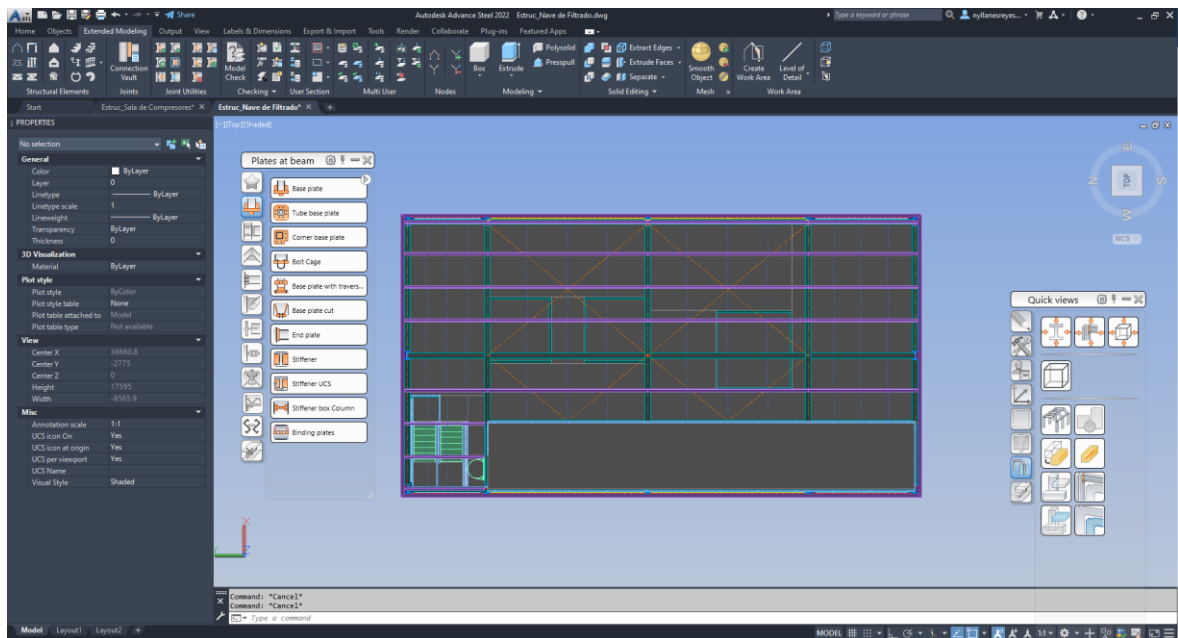 Share
Autodesk Advance Steel 2022 Estruc_Nave de Filtrado.dwg
Type a keyword or phrase
nyllanesreyes...
Home Objects Extended Modeling Output View Labels & Dimensions Export & Import Tools Render Collaborate Plug-ins Featured Apps
Connection Vault
Model Check
Box
Extrude
Polysolid
Presspull
Extract Edges
Extrude Faces
Separate
Smooth Object
Create Work Area
Level of Detail
Structural Elements Joints Joint Utilities Checking User Section Multi User Nodes Modeling Solid Editing Mesh Work Area
Start Estruc_Sala de Compresores* Estruc_Nave de Filtrado*
PROPERTIES
No selection
General
Color ByLayer
Layer 0
Linetype ByLayer
Linetype scale 1
Lineweight ByLayer
Transparency ByLayer
Thickness 0
3D Visualization
Material ByLayer
Plot style
Plot style ByColor
Plot style table None
Plot table attached to Model
Plot table type Not available
View
Center X 36660.8
Center Y -2775
Center Z 0
Height 17595
Width -8585.9
Misc
Annotation scale 1:1
UCS icon On Yes
UCS icon at origin Yes
UCS per viewport Yes
UCS Name
Visual Style Shaded
[-][Top][Shaded]
Plates at beam
Base plate
Tube base plate
Corner base plate
Bolt Cage
Base plate with travers...
Base plate cut
End plate
Stiffener
Stiffener UCS
Stiffener box Column
Binding plates
E
N
TOP
S
W
WCS
Quick views
X
Command: *Cancel*
Command: *Cancel*
Type a command
Model Layout1 Layout2
MODEL
1:1